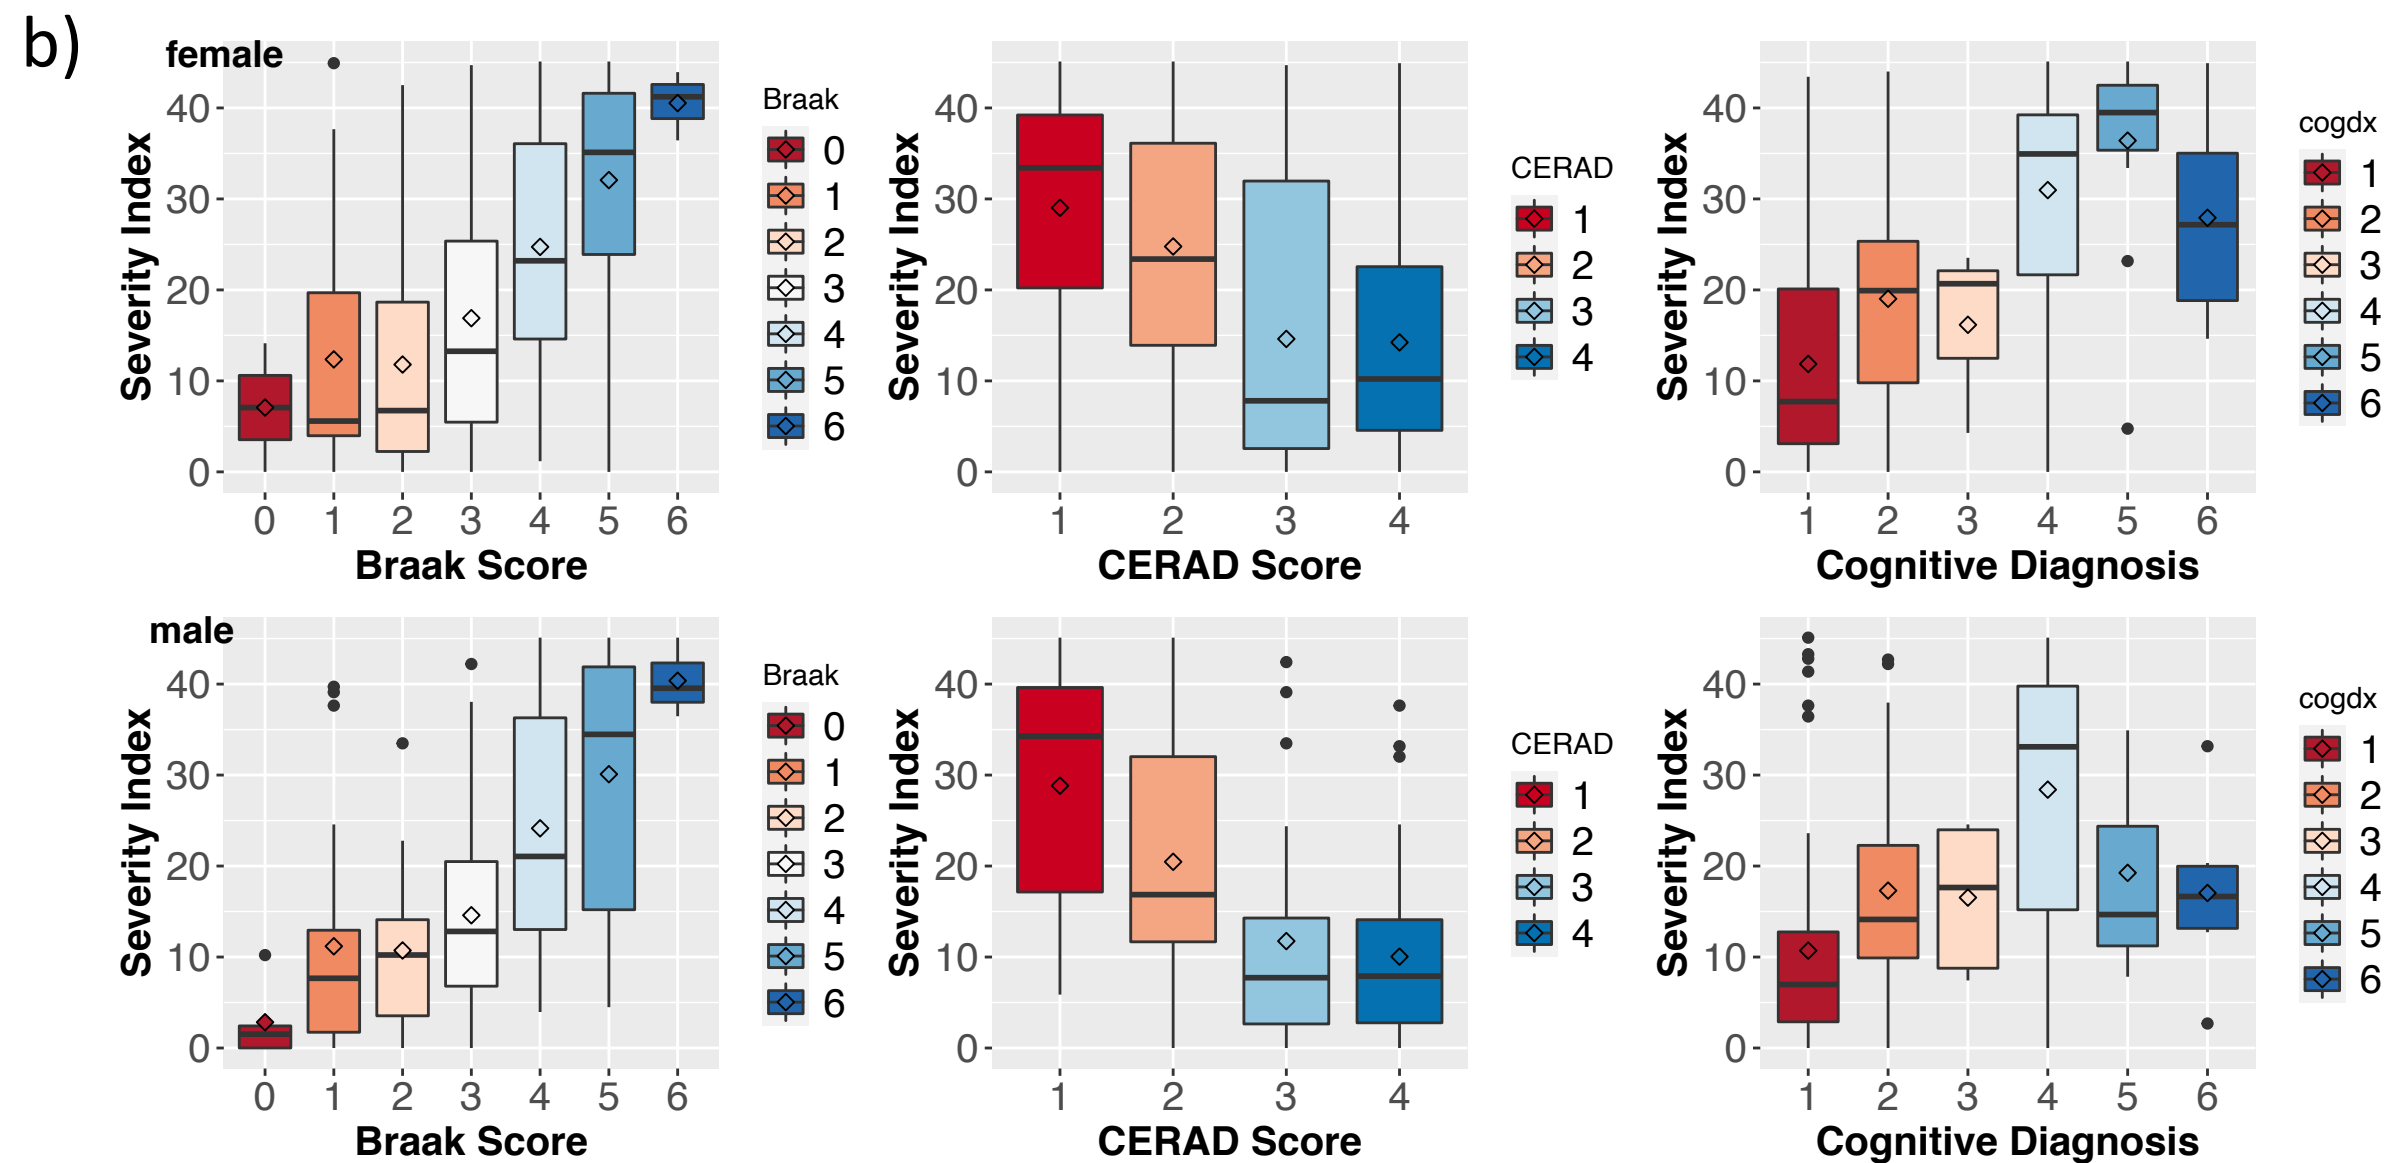 b)
female
Severity Index
40
30
20
10
0
0 1 2 3 4 5 6
Braak Score
Braak
0
1
2
3
4
5
6
Severity Index
40
30
20
10
0
1 2 3 4
CERAD Score
CERAD
1
2
3
4
Severity Index
40
30
20
10
0
1 2 3 4 5 6
Cognitive Diagnosis
cogdx
1
2
3
4
5
6
male
Severity Index
40
30
20
10
0
0 1 2 3 4 5 6
Braak Score
Braak
0
1
2
3
4
5
6
Severity Index
40
30
20
10
0
1 2 3 4
CERAD Score
CERAD
1
2
3
4
Severity Index
40
30
20
10
0
1 2 3 4 5 6
Cognitive Diagnosis
cogdx
1
2
3
4
5
6